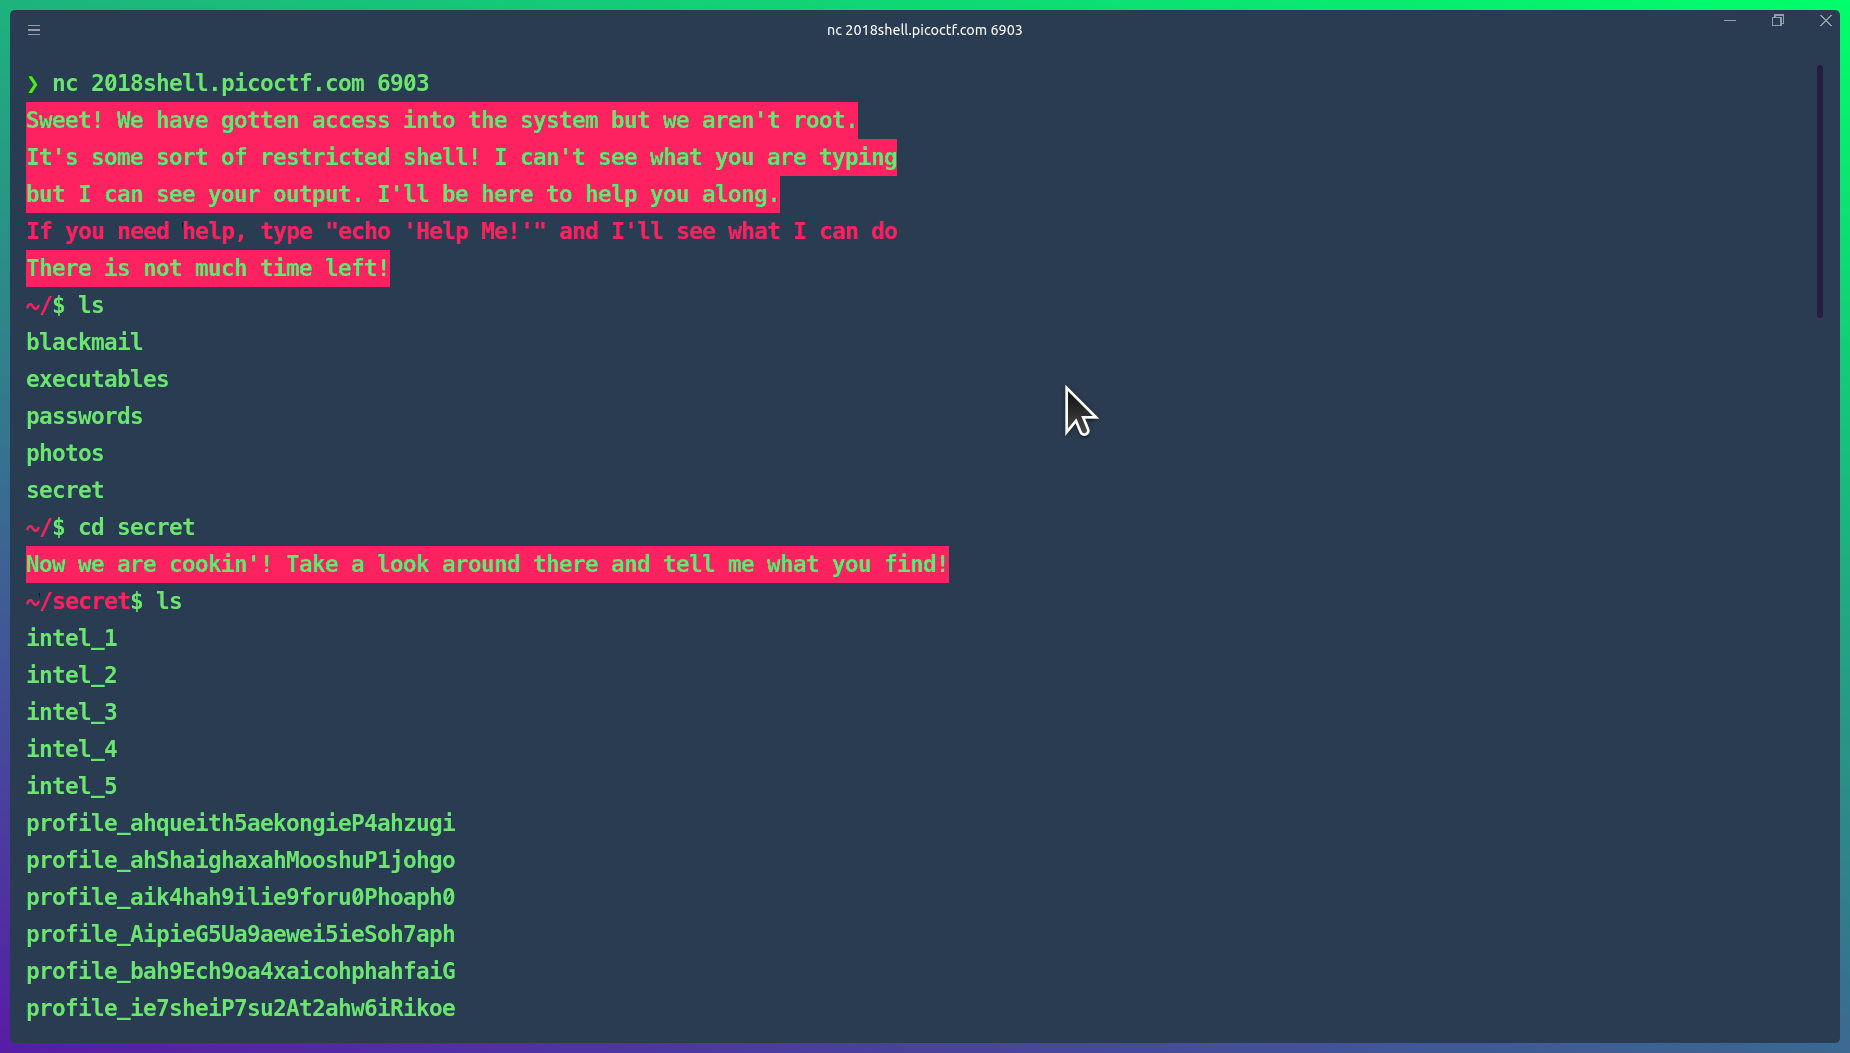 nc 2018shell.picoctf.com 6903
❯ nc 2018shell.picoctf.com 6903
Sweet! We have gotten access into the system but we aren't root.
It's some sort of restricted shell! I can't see what you are typing
but I can see your output. I'll be here to help you along.
If you need help, type "echo 'Help Me!'" and I'll see what I can do
There is not much time left!
~/$ ls
blackmail
executables
passwords
photos
secret
~/$ cd secret
Now we are cookin'! Take a look around there and tell me what you find!
~/secret$ ls
intel_1
intel_2
intel_3
intel_4
intel_5
profile_ahqueith5aekongieP4ahzugi
profile_ahShaighaxahMooshuP1johgo
profile_aik4hah9ilie9foru0Phoaph0
profile_AipieG5Ua9aewei5ieSoh7aph
profile_bah9Ech9oa4xaicohphahfaiG
profile_ie7sheiP7su2At2ahw6iRikoe